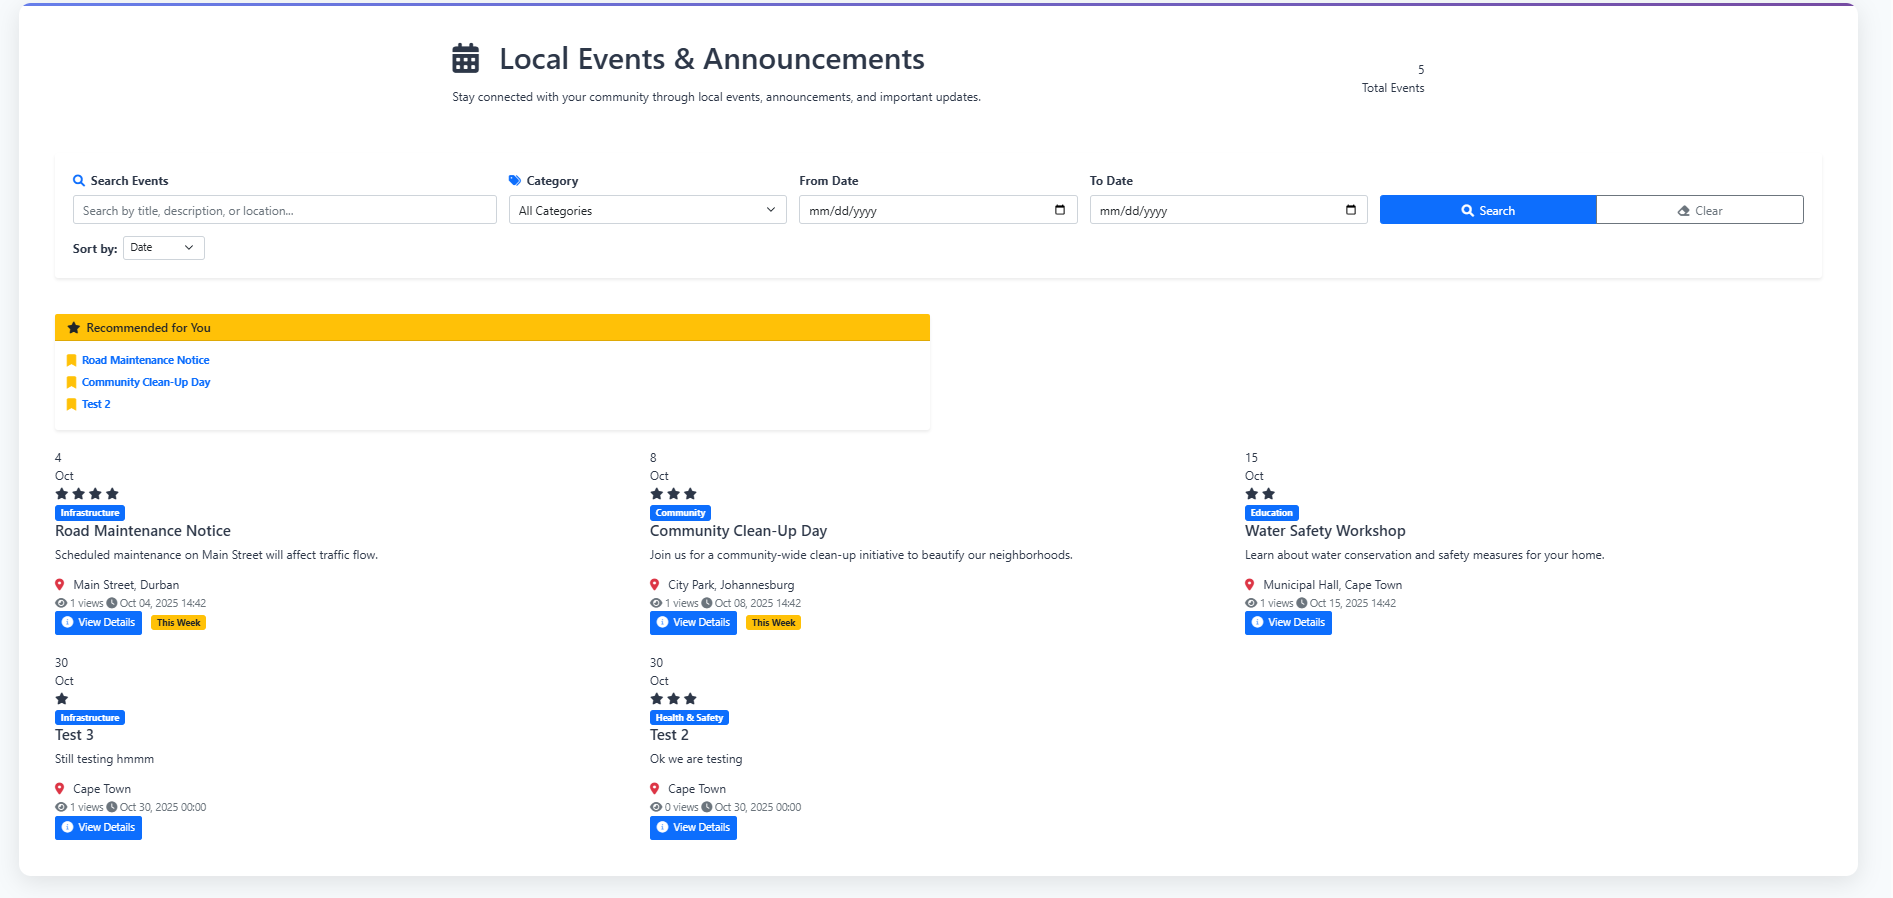 Local Events & Announcements
Stay connected with your community through local events, announcements, and important updates.
5
Total Events
Search Events
Category
From Date
To Date
Search by title, description, or location...
All Categories
mm/dd/yyyy
mm/dd/yyyy
Search
Clear
Sort by:
Date
Recommended for You
Road Maintenance Notice
Community Clean-Up Day
Test 2
4
Oct
Infrastructure
Road Maintenance Notice
Scheduled maintenance on Main Street will affect traffic flow.
Main Street, Durban
1 views Oct 04, 2025 14:42
View Details
This Week
8
Oct
Community
Community Clean-Up Day
Join us for a community-wide clean-up initiative to beautify our neighborhoods.
City Park, Johannesburg
1 views Oct 08, 2025 14:42
View Details
This Week
15
Oct
Education
Water Safety Workshop
Learn about water conservation and safety measures for your home.
Municipal Hall, Cape Town
1 views Oct 15, 2025 14:42
View Details
30
Oct
Infrastructure
Test 3
Still testing hmmm
Cape Town
1 views Oct 30, 2025 00:00
View Details
30
Oct
Health & Safety
Test 2
Ok we are testing
Cape Town
0 views Oct 30, 2025 00:00
View Details